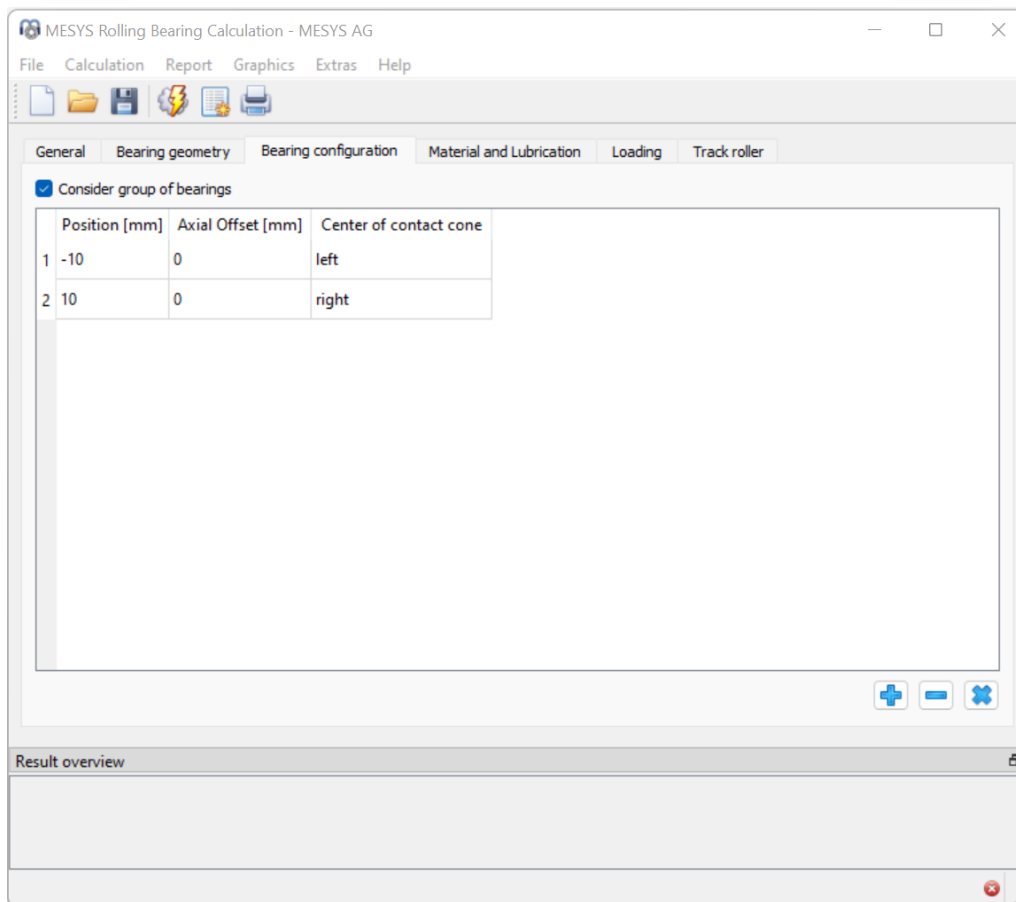 MESYS Rolling Bearing Calculation - MESYS AG
File Calculation Report Graphics Extras Help
General Bearing geometry Bearing configuration Material and Lubrication Loading Track roller
Consider group of bearings
Position [mm] Axial Offset [mm] Center of contact cone
1 -10 0 left
2 10 0 right
Result overview